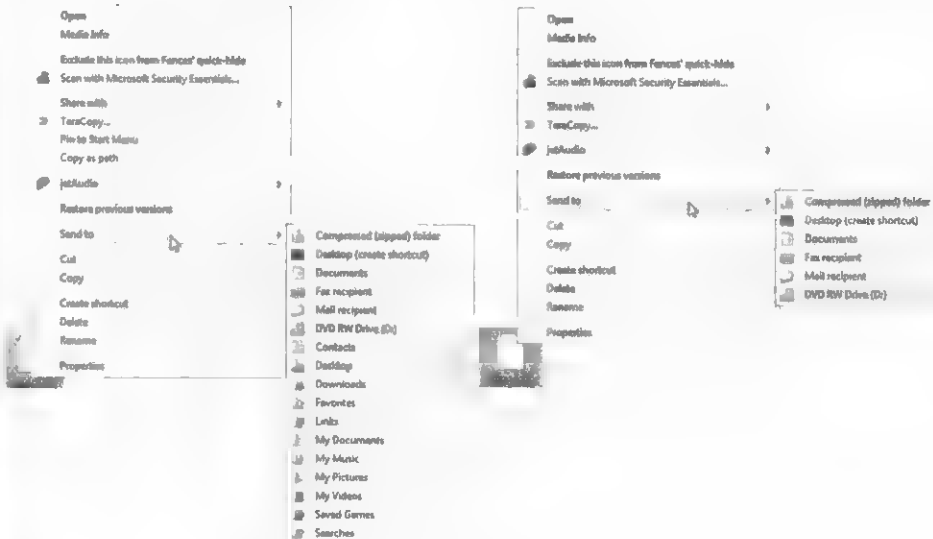 Open
Media Info
Exclude this icon from Fences' quick-hide
Scan with Microsoft Security Essentials...
Share with
TeraCopy...
Pin to Start Menu
Copy as path
jetAudio
Restore previous versions
Send to
Cut
Copy
Create shortcut
Delete
Rename
Properties
Compressed (zipped) folder
Desktop (create shortcut)
Documents
Fax recipient
Mail recipient
DVD RW Drive (D:)
Contacts
Desktop
Downloads
Favorites
Links
My Documents
My Music
My Pictures
My Videos
Saved Games
Searches
Open
Media Info
Exclude this icon from Fences' quick-hide
Scan with Microsoft Security Essentials...
Share with
TeraCopy...
jetAudio
Restore previous versions
Send to
Cut
Copy
Create shortcut
Delete
Rename
Properties
Compressed (zipped) folder
Desktop (create shortcut)
Documents
Fax recipient
Mail recipient
DVD RW Drive (D:)